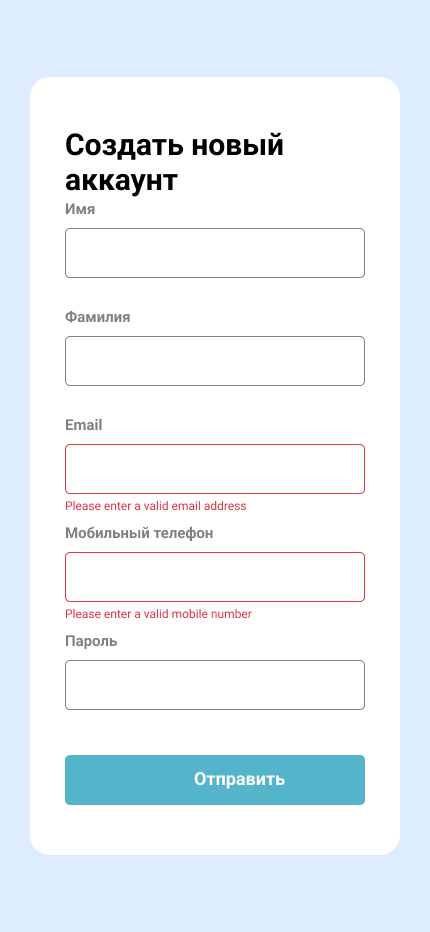 Создать новый
аккаунт
Имя
Фамилия
Email
Please enter a valid email address
Мобильный телефон
Please enter a valid mobile number
Пароль
Отправить